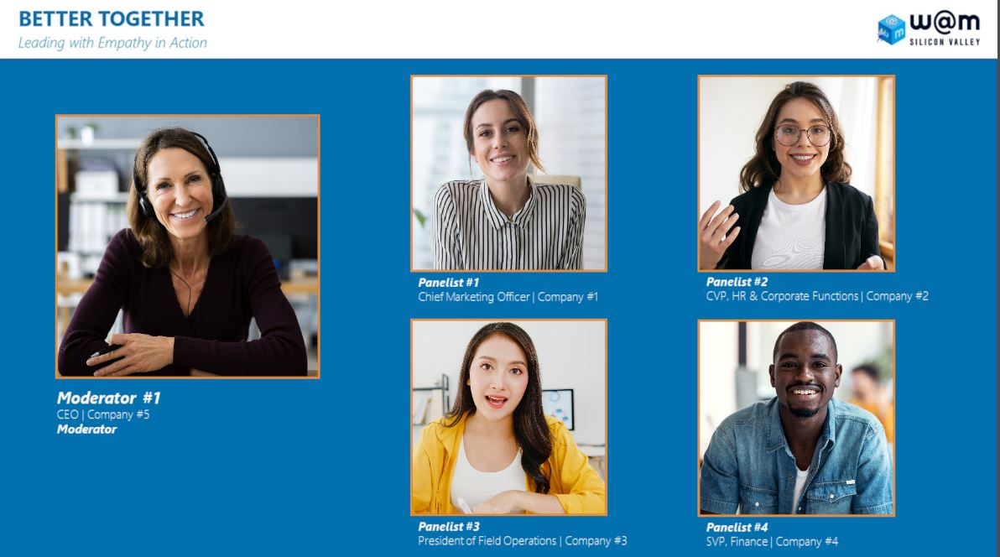 BETTER TOGETHER
Leading with Empathy in Action
w@m
SILICON VALLEY
Moderator #1
CEO | Company #5
Moderator
Panelist #1
Chief Marketing Officer | Company #1
Panelist #2
CVP, HR & Corporate Functions | Company #2
Panelist #3
President of Field Operations | Company #3
Panelist #4
SVP, Finance | Company #4